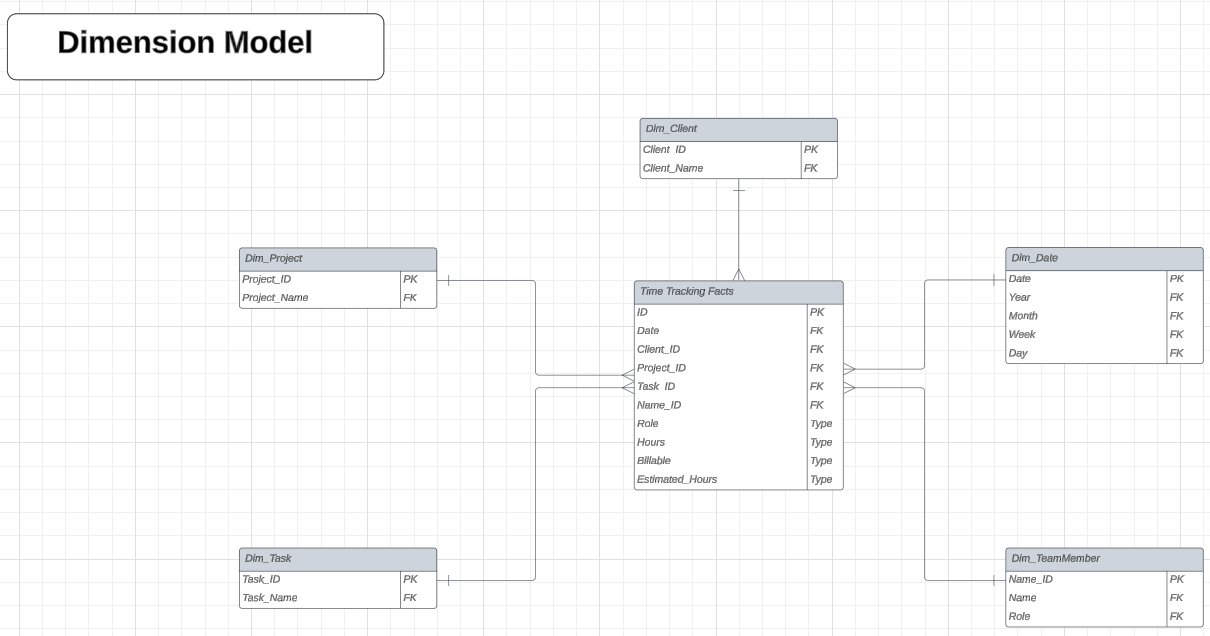 Dimension Model
Dim_Client
Client ID PK
Client_Name FK
Dim_Project
Project_ID PK
Project_Name FK
Time Tracking Facts
ID PK
Date FK
Client_ID FK
Project_ID FK
Task ID FK
Name_ID FK
Role Type
Hours Type
Billable Type
Estimated_Hours Type
Dim_Date
Date PK
Year FK
Month FK
Week FK
Day FK
Dim_Task
Task_ID PK
Task_Name FK
Dim_TeamMember
Name_ID PK
Name FK
Role FK